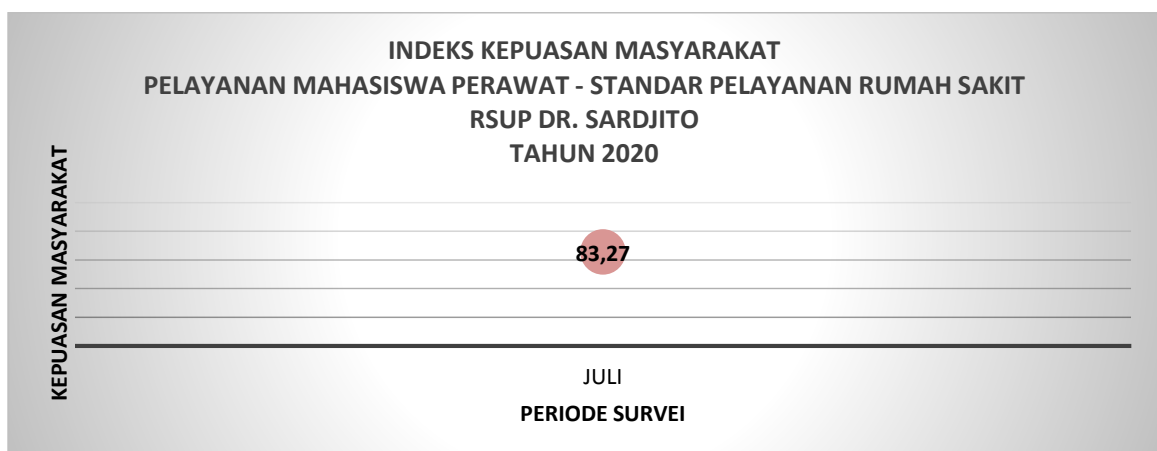 INDEKS KEPUASAN MASYARAKAT
PELAYANAN MAHASISWA PERAWAT - STANDAR PELAYANAN RUMAH SAKIT
RSUP DR. SARDJITO
TAHUN 2020
KEPUASAN MASYARAKAT
83,27
JULI
PERIODE SURVEI